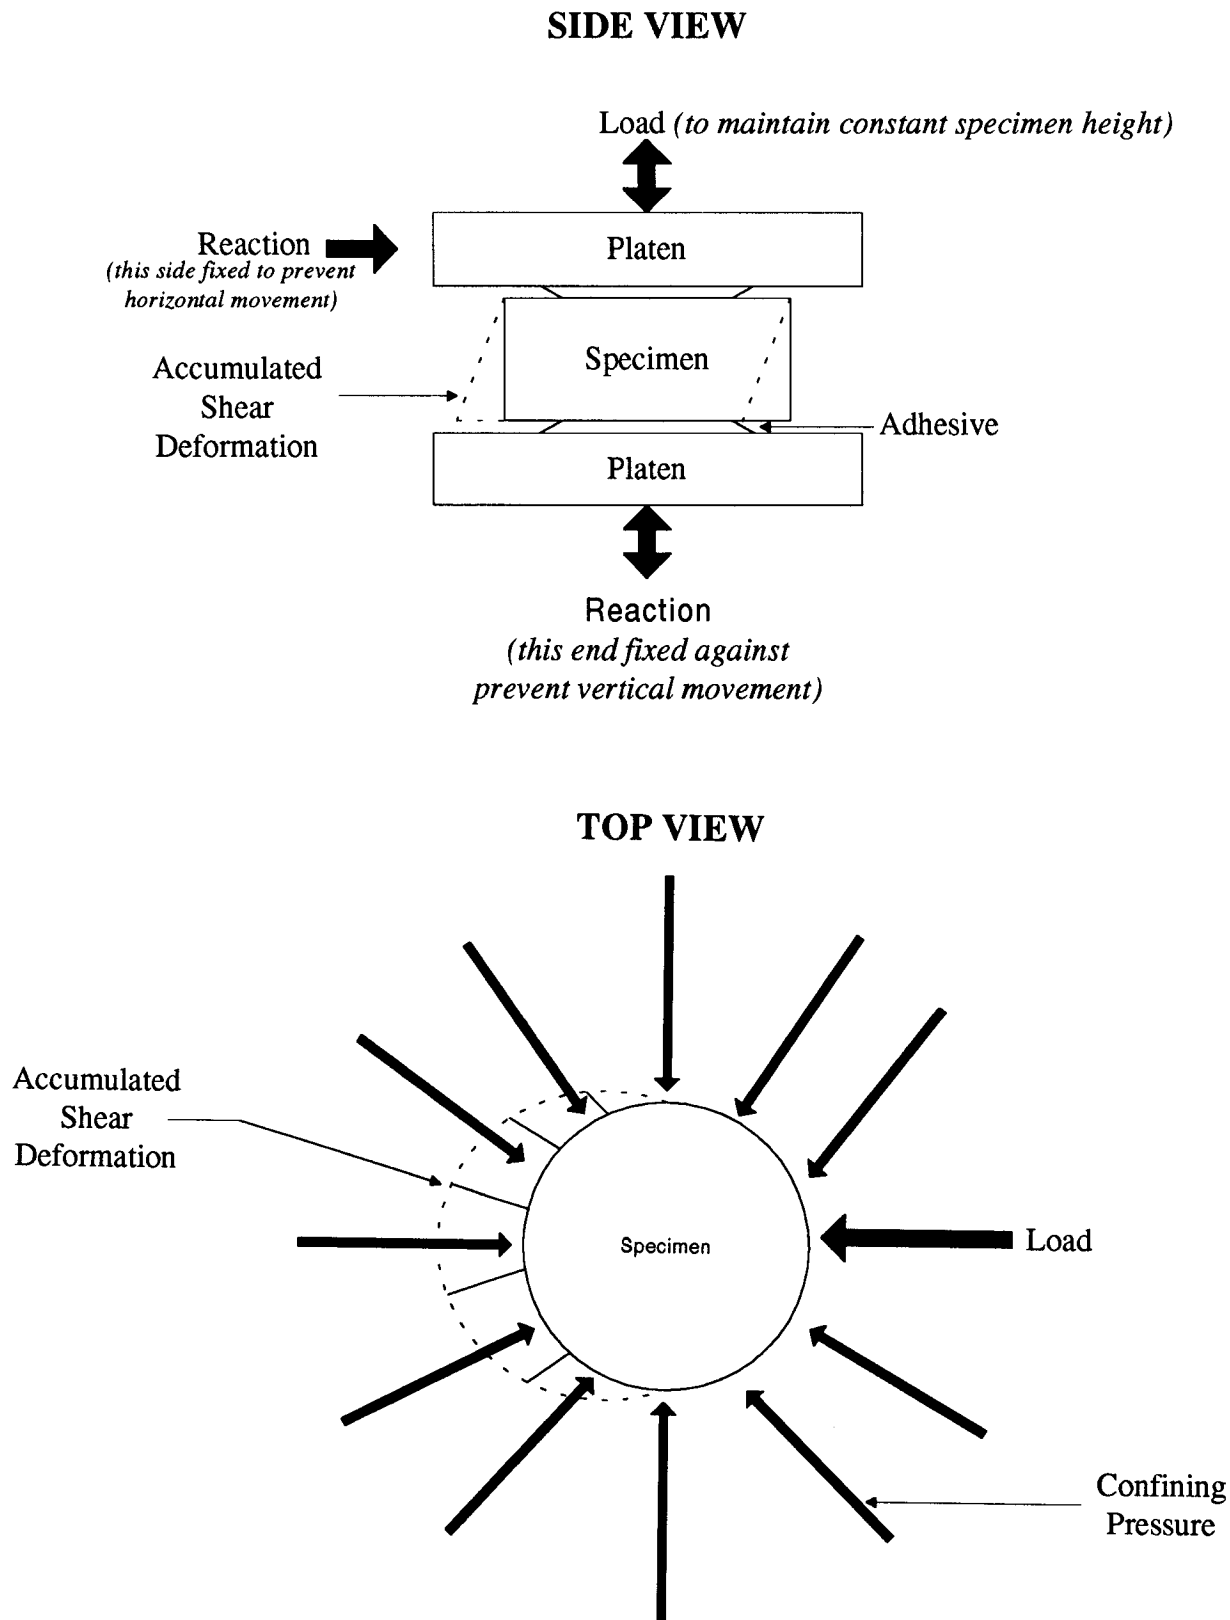 SIDE VIEW
Load (to maintain constant specimen height)
Reaction
(this side fixed to prevent
horizontal movement)
Platen
Specimen
Accumulated
Shear
Deformation
Adhesive
Platen
Reaction
(this end fixed against
prevent vertical movement)
TOP VIEW
Accumulated
Shear
Deformation
Specimen
Load
Confining
Pressure